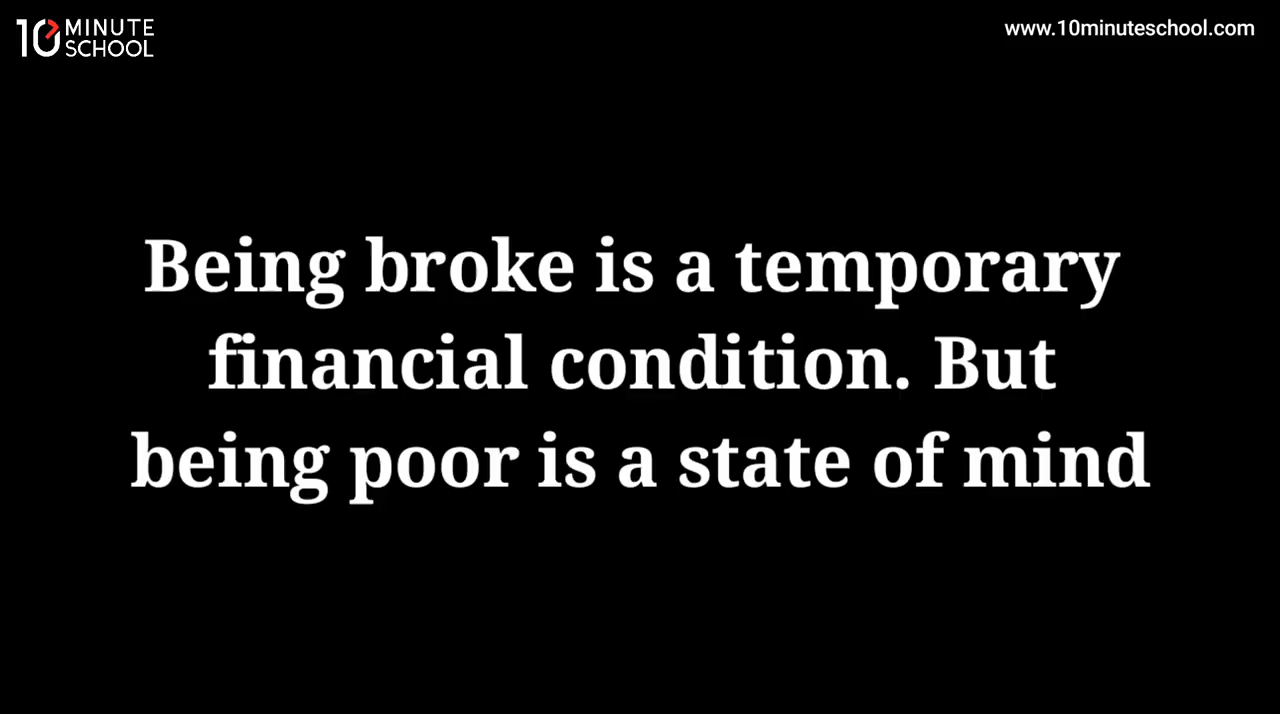 10 MINUTE SCHOOL
www.10minuteschool.com
Being broke is a temporary
financial condition. But
being poor is a state of mind